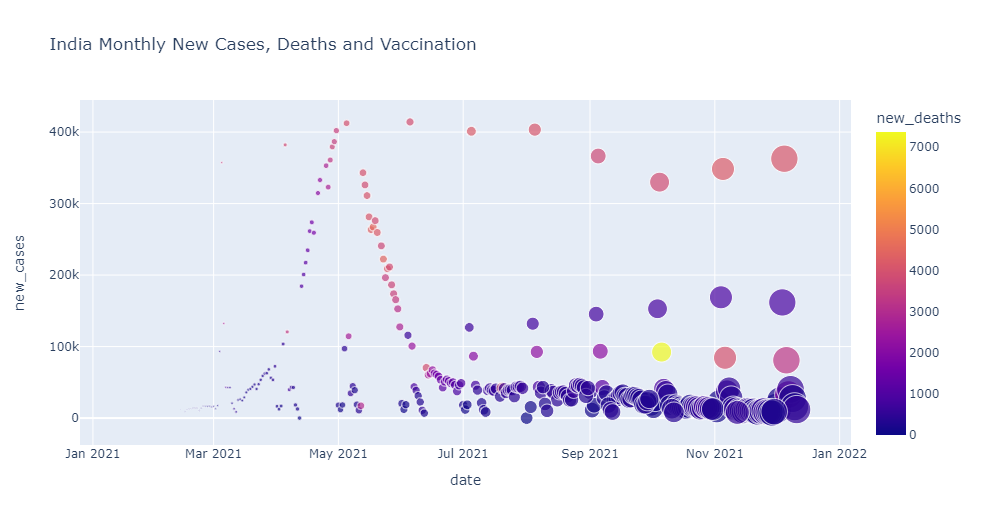 India Monthly New Cases, Deaths and Vaccination
new_deaths
7000
6000
5000
4000
3000
2000
1000
0
new_cases
400k
300k
200k
100k
0
Jan 2021 Mar 2021 May 2021 Jul 2021 Sep 2021 Nov 2021 Jan 2022
date